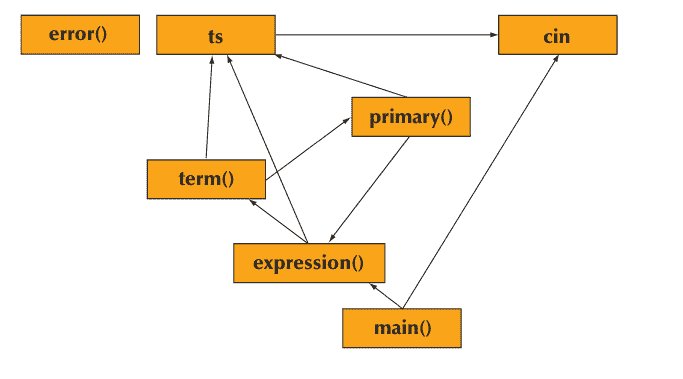 error()
ts
cin
primary()
term()
expression()
main()